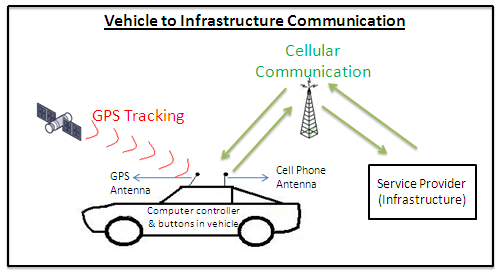 Vehicle to Infrastructure Communication
Cellular
Communication
GPS Tracking
GPS
Antenna
Cell Phone
Antenna
Service Provider
(Infrastructure)
Computer controller
& buttons in vehicle